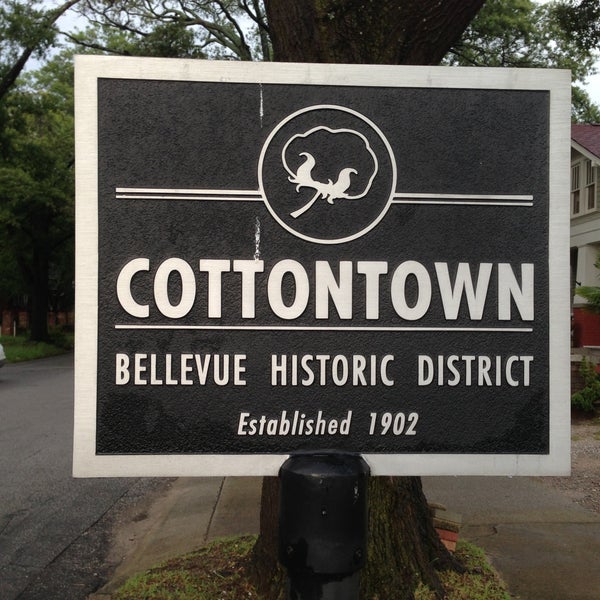 COTTONTOWN
BELLEVUE HISTORIC DISTRICT
Established 1902